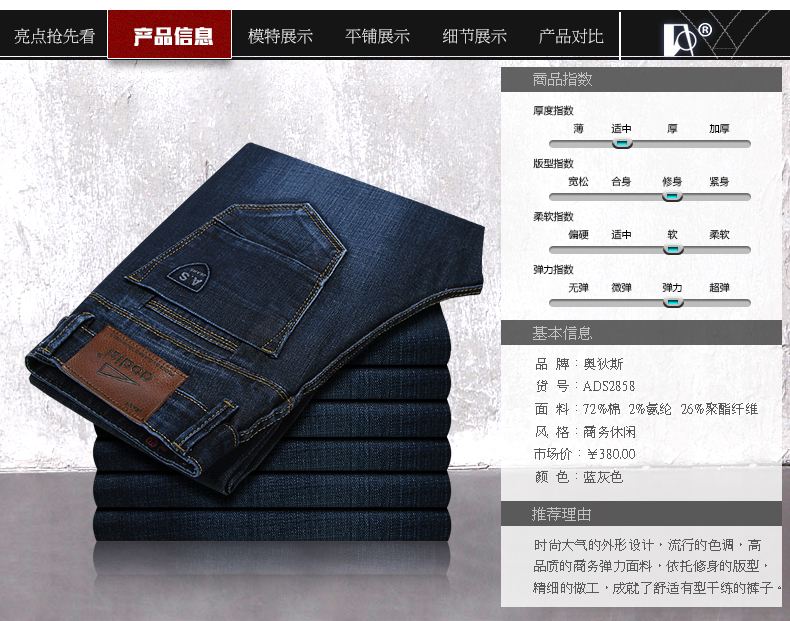 亮点抢先看 产品信息 模特展示 平铺展示 细节展示 产品对比
商品指数
厚度指数
薄 适中 厚 加厚
版型指数
宽松 合身 修身 紧身
柔软指数
偏硬 适中 软 柔软
弹力指数
无弹 微弹 弹力 超弹
基本信息
品 牌：奥狄斯
货 号：ADS2858
面 料：72%棉 2%氨纶 26%聚酯纤维
风 格：商务休闲
市场价：￥380.00
颜 色：蓝灰色
推荐理由
时尚大气的外形设计，流行的色调，高
品质的商务弹力面料，依托修身的版型，
精细的做工，成就了舒适有型干练的裤子。
A S